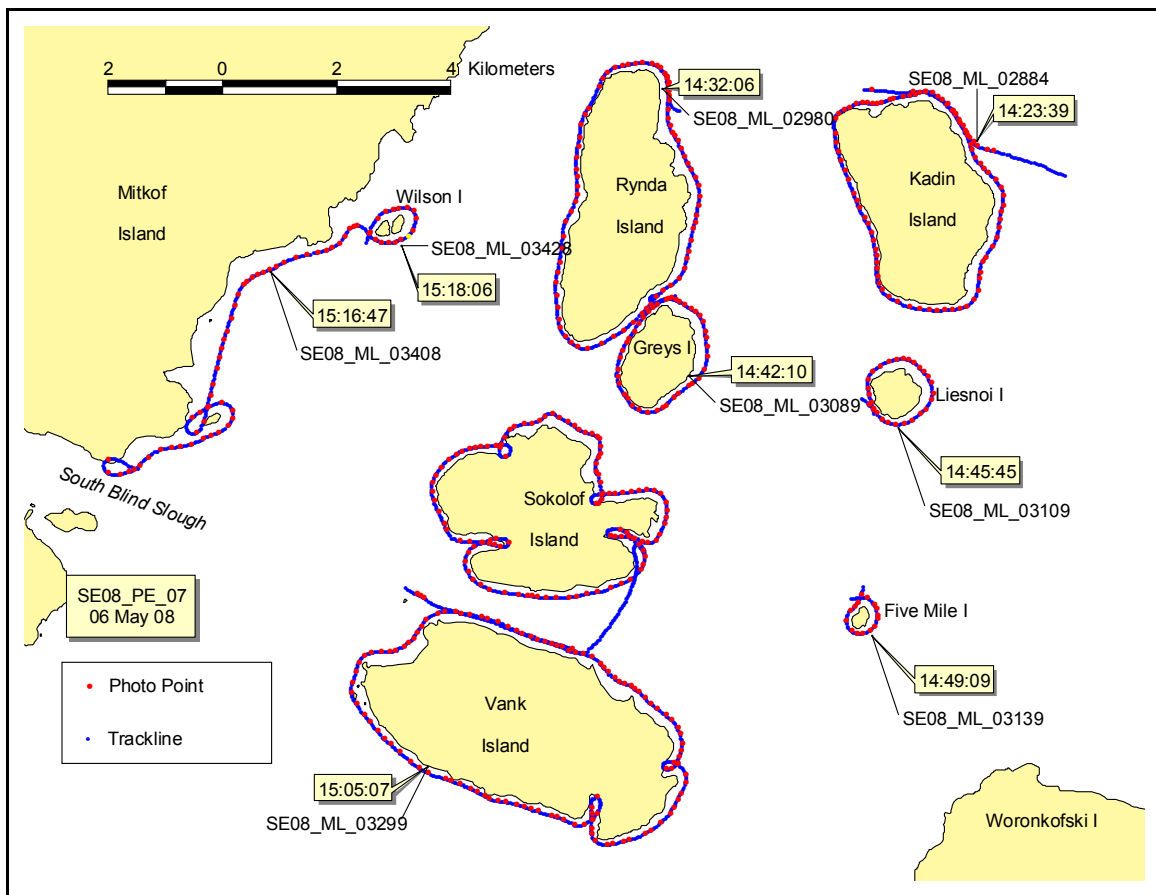 2 0 2 4 Kilometers
SE08_ML_02884
14:32:06
14:23:39
SE08_ML_02980
Mitkof
Island
Wilson I
Rynda
Island
Kadin
Island
SE08_ML_03428
15:18:06
15:16:47
SE08_ML_03408
Greys I
14:42:10
SE08_ML_03089
Liesnoi I
14:45:45
SE08_ML_03109
South Blind Slough
Sokolof
Island
SE08_PE_07
06 May 08
Five Mile I
14:49:09
SE08_ML_03139
Photo Point
Trackline
Vank
Island
15:05:07
SE08_ML_03299
Woronkofski I